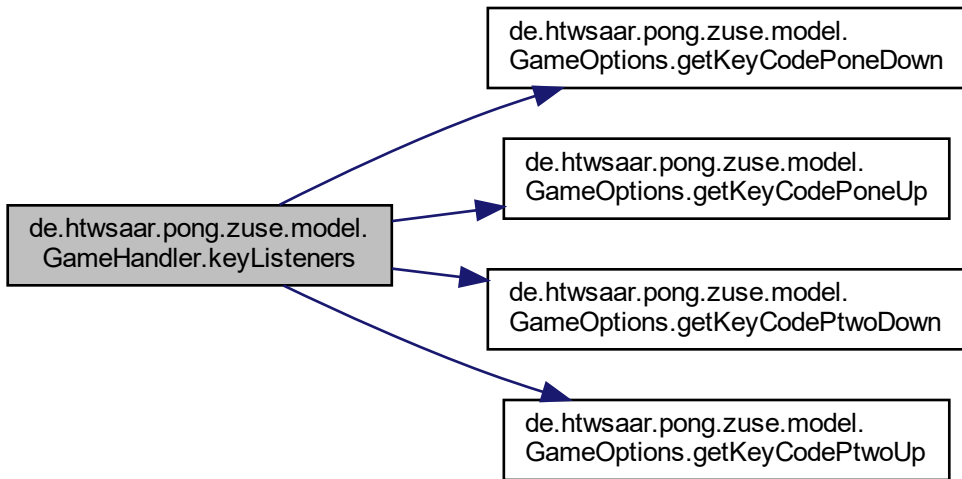 de.htwsaar.pong.zuse.model.
GameOptions.getKeyCodePoneDown
de.htwsaar.pong.zuse.model.
GameOptions.getKeyCodePoneUp
de.htwsaar.pong.zuse.model.
GameHandler.keyListeners
de.htwsaar.pong.zuse.model.
GameOptions.getKeyCodePtwoDown
de.htwsaar.pong.zuse.model.
GameOptions.getKeyCodePtwoUp